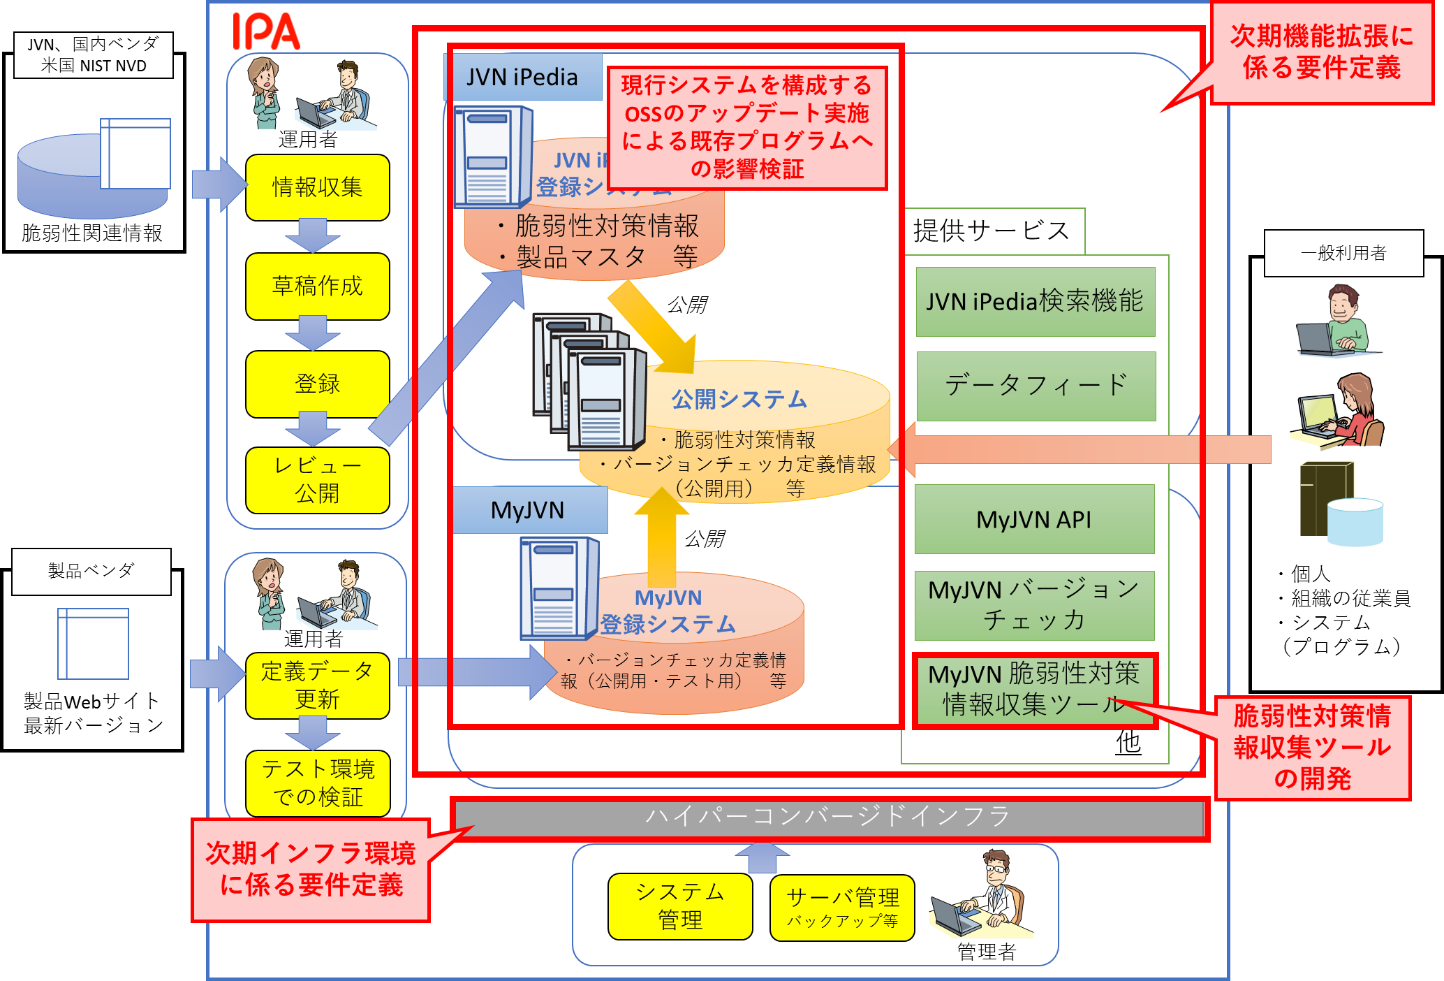 IPA
JVN、国内ベンダ
米国 NIST NVD
脆弱性関連情報
製品ベンダ
製品Webサイト
最新バージョン
運用者
情報収集
草稿作成
登録
レビュー
公開
運用者
定義データ
更新
テスト環境
での検証
JVN iPedia
現行システムを構成する
OSSのアップデート実施
による既存プログラムへ
の影響検証
JVN iP
登録システム
・脆弱性対策情報
・製品マスタ　等
公開
公開システム
・脆弱性対策情報
・バージョンチェッカ定義情報
（公開用）　等
MyJVN
公開
MyJVN
登録システム
・バージョンチェッカ定義情
報（公開用・テスト用）　等
提供サービス
JVN iPedia検索機能
データフィード
MyJVN API
MyJVN バージョン
チェッカ
MyJVN 脆弱性対策
情報収集ツール
他
次期機能拡張に
係る要件定義
一般利用者
・個人
・組織の従業員
・システム
（プログラム）
脆弱性対策情
報収集ツール
の開発
ハイパーコンバージドインフラ
次期インフラ環境
に係る要件定義
システム
管理
サーバ管理
バックアップ等
管理者